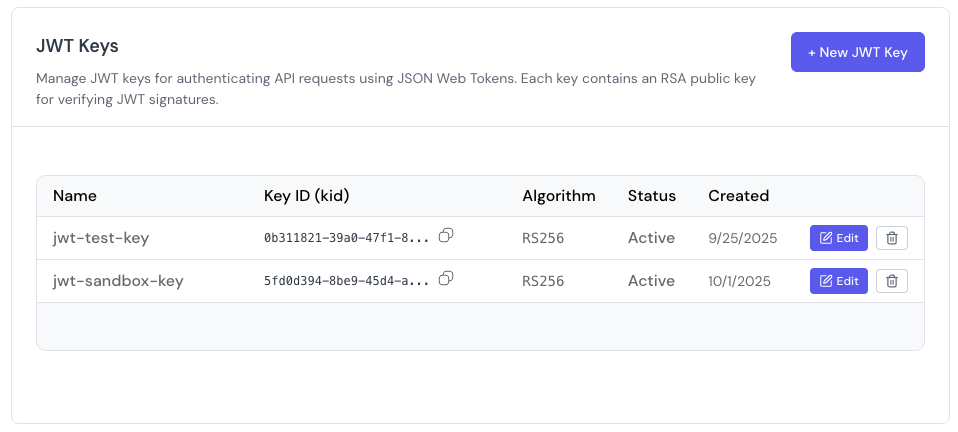 JWT Keys
+ New JWT Key
Manage JWT keys for authenticating API requests using JSON Web Tokens. Each key contains an RSA public key
for verifying JWT signatures.
Name Key ID (kid) Algorithm Status Created
jwt-test-key 0b311821-39a0-47f1-8... RS256 Active 9/25/2025 Edit
jwt-sandbox-key 5fd0d394-8be9-45d4-a... RS256 Active 10/1/2025 Edit